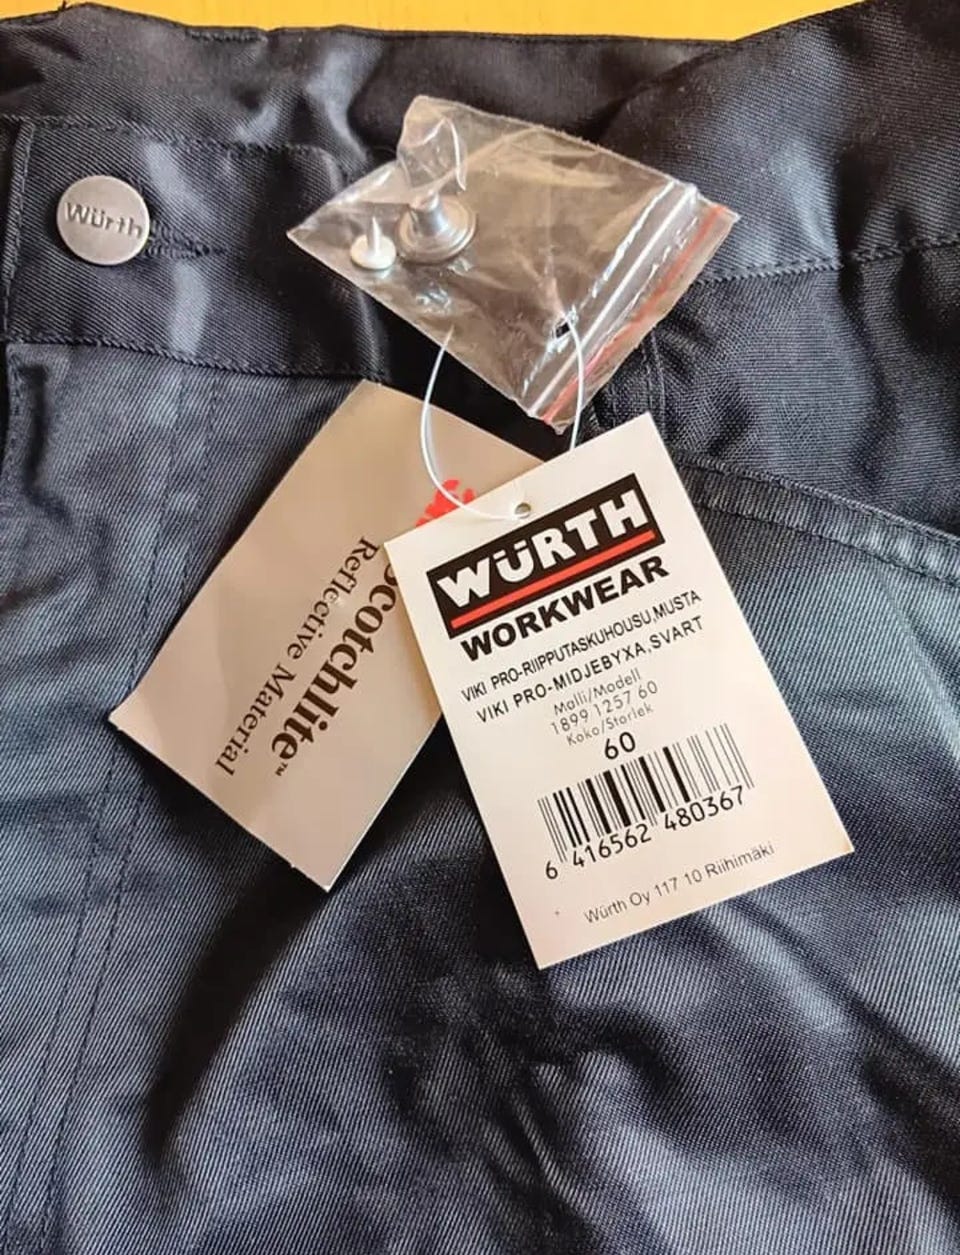 Würth
WÜRTH
WORKWEAR
VIKI PRO-RIIPPUTASKUHOUSU,MUSTA
VIKI PRO-MIDJEBYXA,SVART
Malli/Modell
1899 1257 60
Koko/Storlek
60
6 416562 480367
Würth Oy 117 10 Riihimäki
Scotchlite™
Reflective Material